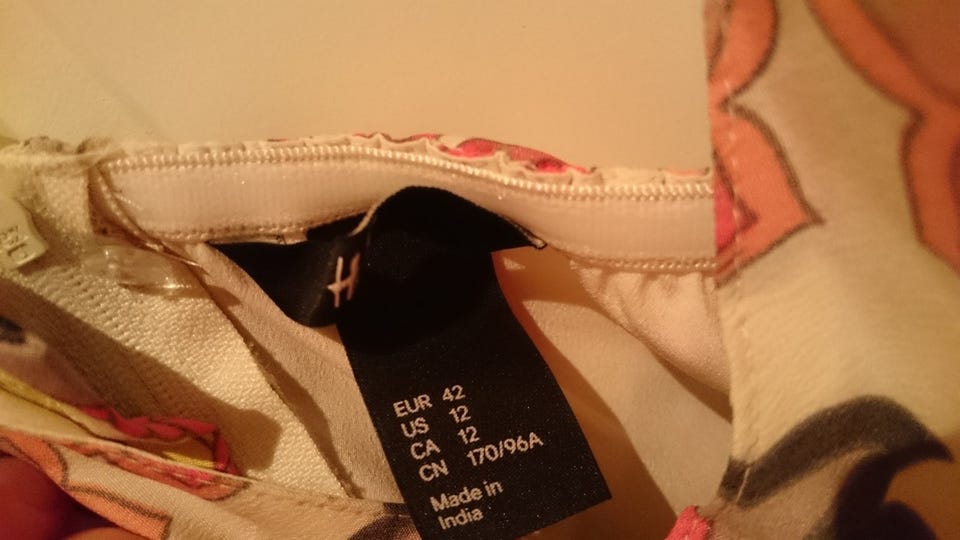 H
EUR 42
US 12
CA 12
CN 170/96A
Made in
India